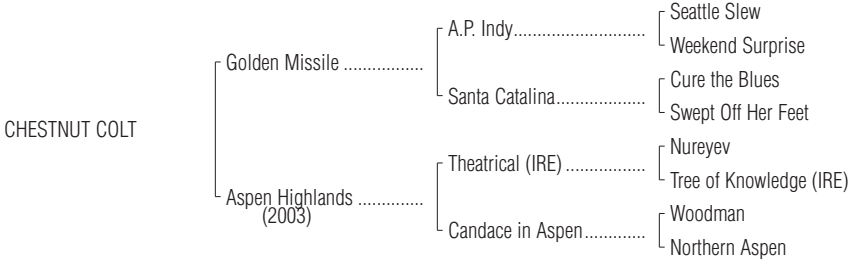 Seattle Slew
A.P. Indy............................
Weekend Surprise
Golden Missile .................
Cure the Blues
Santa Catalina...................
Swept Off Her Feet
CHESTNUT COLT
Nureyev
Theatrical (IRE) .................
Tree of Knowledge (IRE)
Aspen Highlands ..............
(2003)
Woodman
Candace in Aspen.............
Northern Aspen